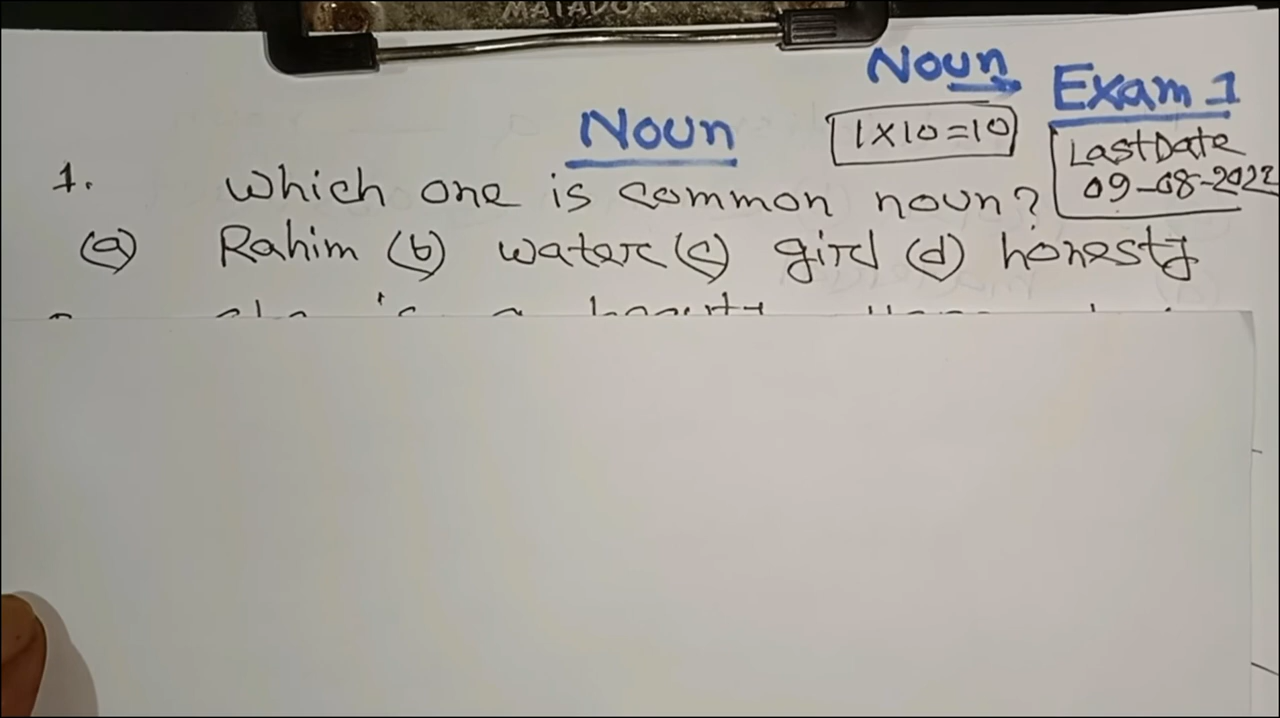 MATADOR
Noun
Exam 1
Noun
1x10=10
Last Date
09-08-2022
1. Which one is common noun?
(a) Rahim (b) water (c) girl (d) honesty